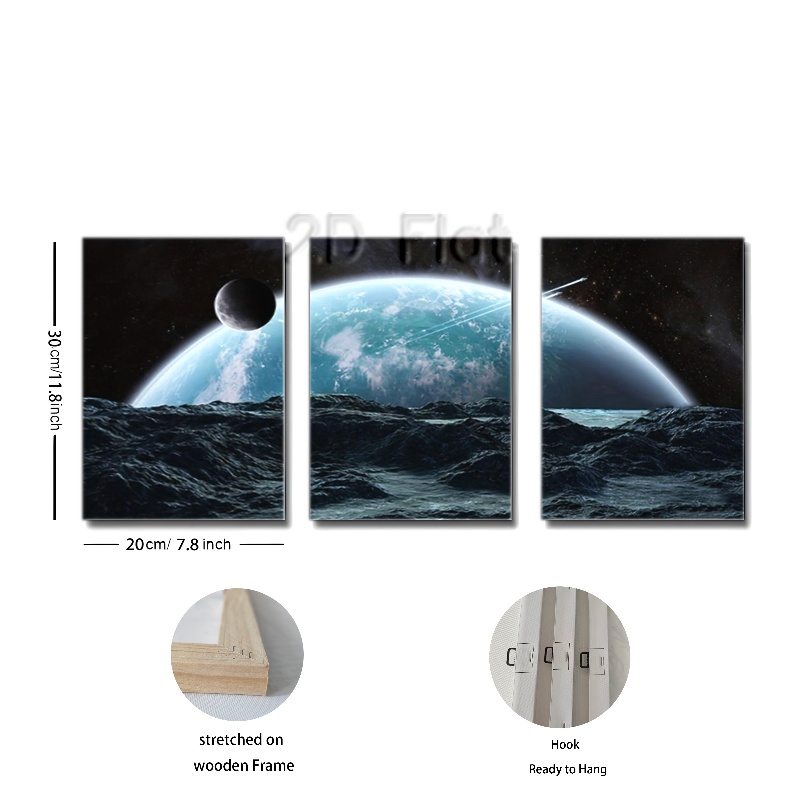 2D Flat
30cm/11.8inch
20cm/ 7.8 inch
stretched on
wooden Frame
Hook
Ready to Hang